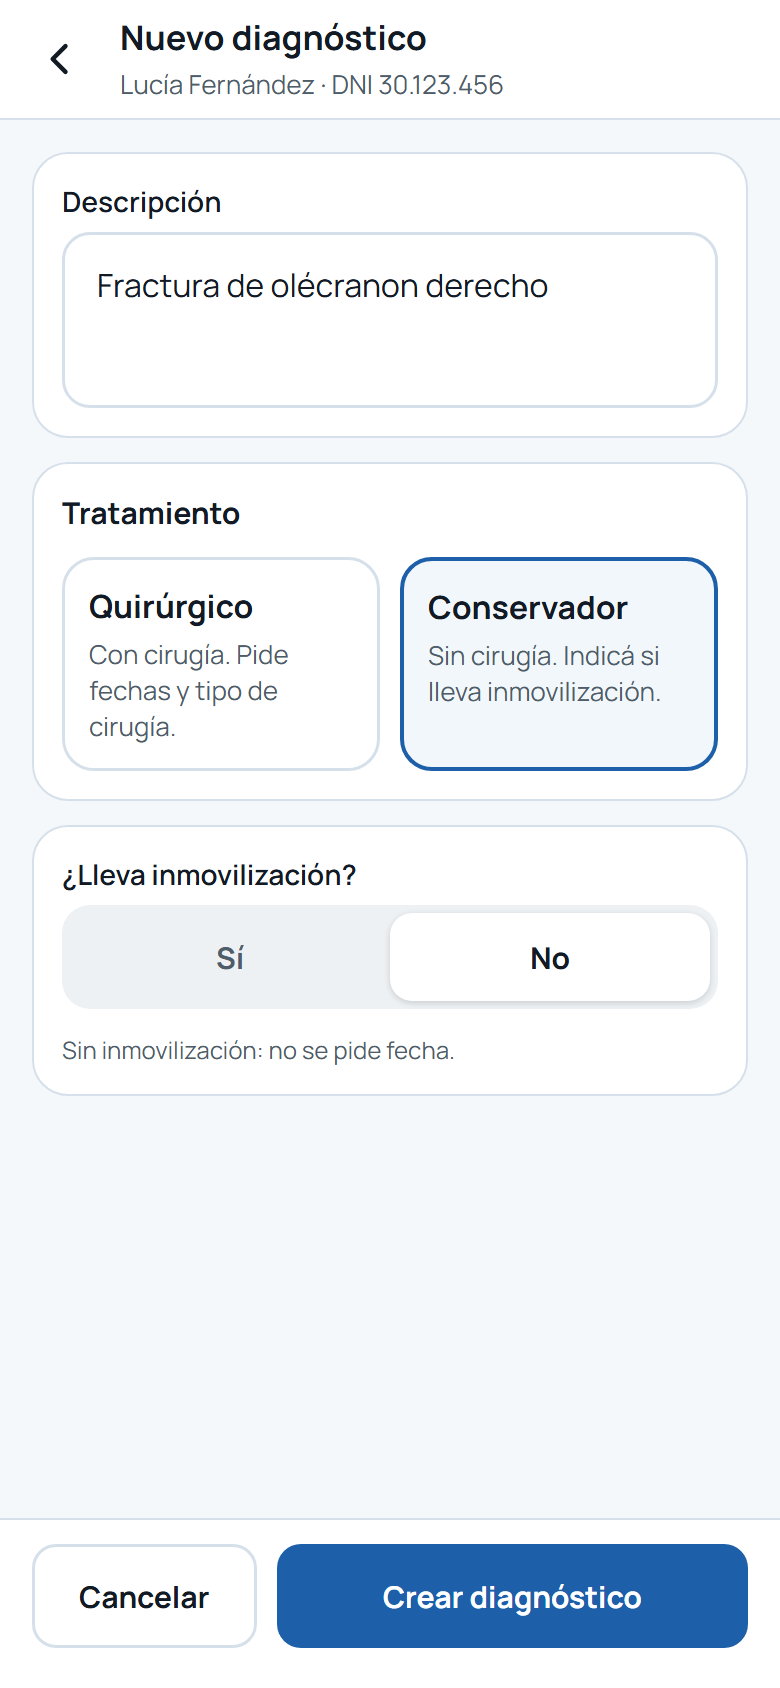 Nuevo diagnóstico
Lucía Fernández · DNI 30.123.456
Descripción
Fractura de olécranon derecho
Tratamiento
Quirúrgico
Con cirugía. Pide
fechas y tipo de
cirugía.
Conservador
Sin cirugía. Indicá si
lleva inmovilización.
¿Lleva inmovilización?
Sí
No
Sin inmovilización: no se pide fecha.
Cancelar
Crear diagnóstico